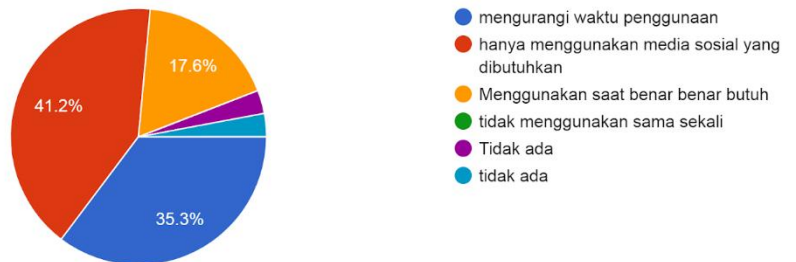 17.6%
41.2%
35.3%
mengurangi waktu penggunaan
hanya menggunakan media sosial yang
dibutuhkan
Menggunakan saat benar benar butuh
tidak menggunakan sama sekali
Tidak ada
tidak ada